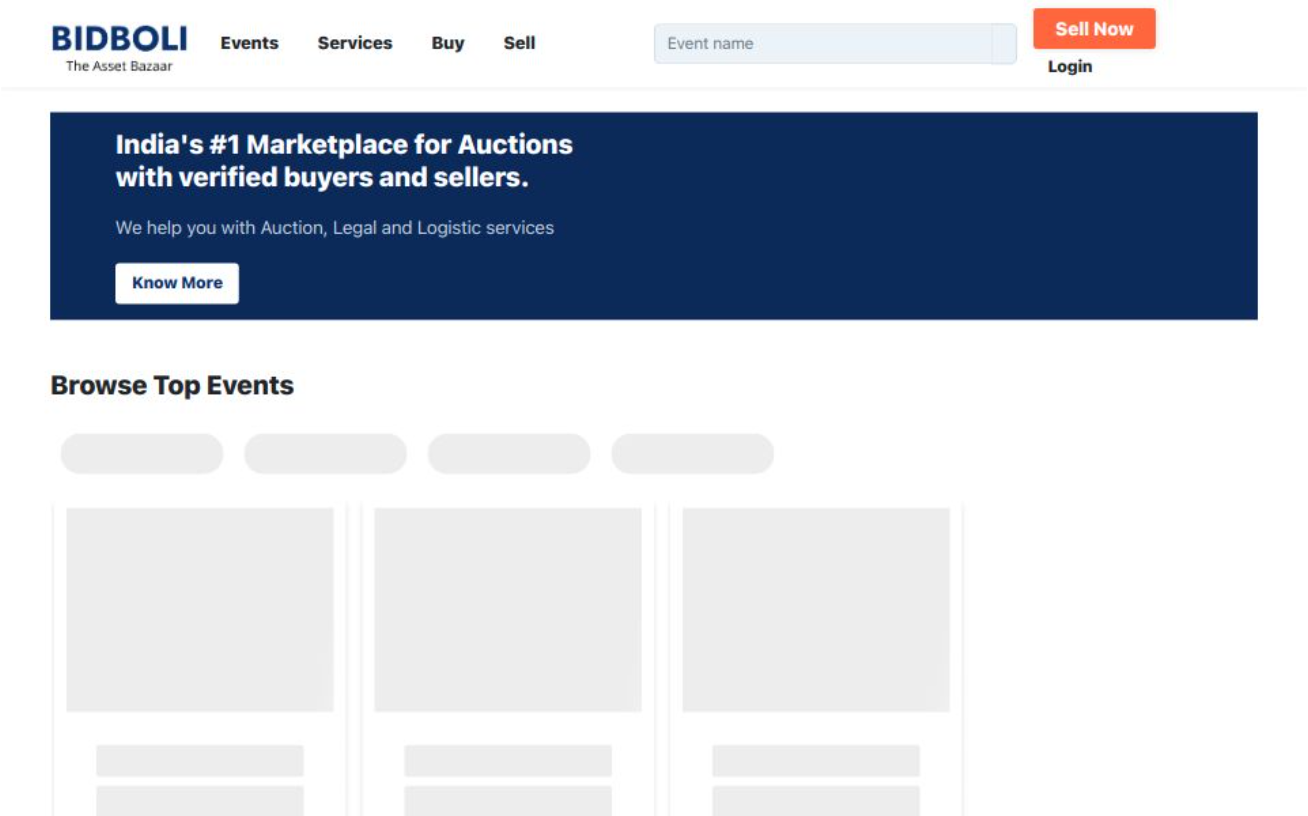 BIDBOLI
The Asset Bazaar
Events
Services
Buy
Sell
Event name
Sell Now
Login
India's #1 Marketplace for Auctions
with verified buyers and sellers.
We help you with Auction, Legal and Logistic services
Know More
Browse Top Events